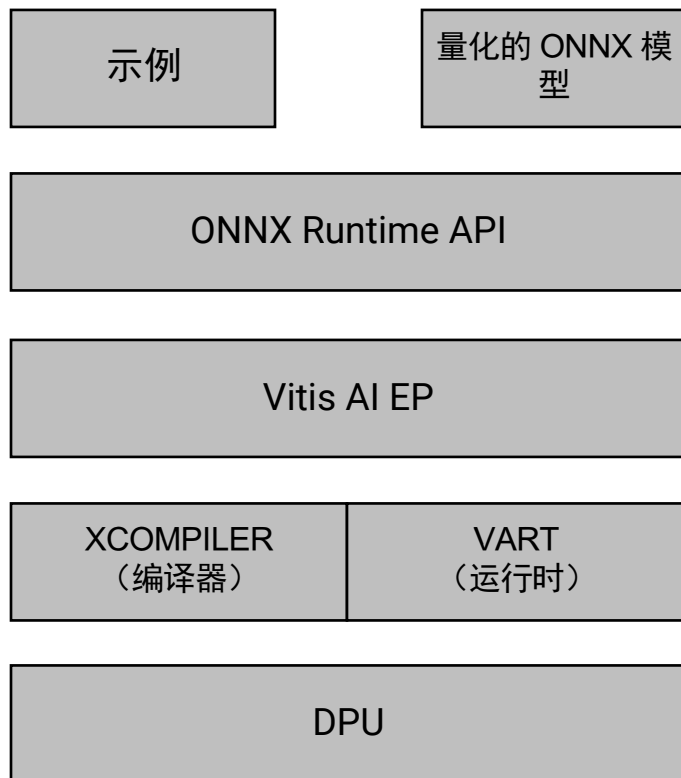 示例
量化的 ONNX 模
型
ONNX Runtime API
Vitis AI EP
XCOMPILER
（编译器）
VART
（运行时）
DPU